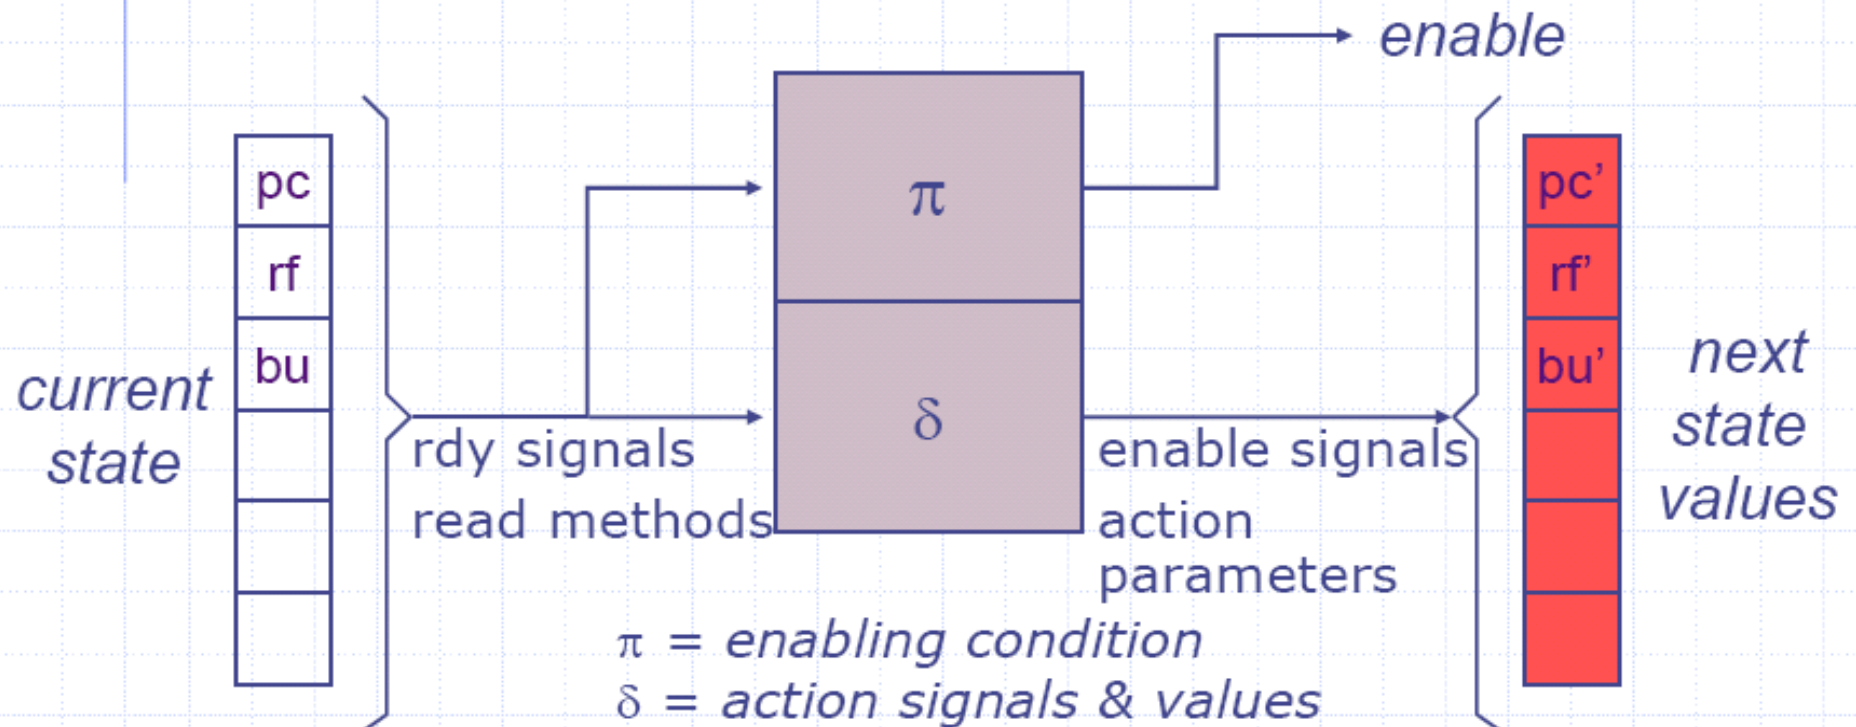 enable
pc
rf
bu
current
state
π
δ
rdy signals
read methods
enable signals
action
parameters
pc’
rf’
bu’
next
state
values
π = enabling condition
δ = action signals & values